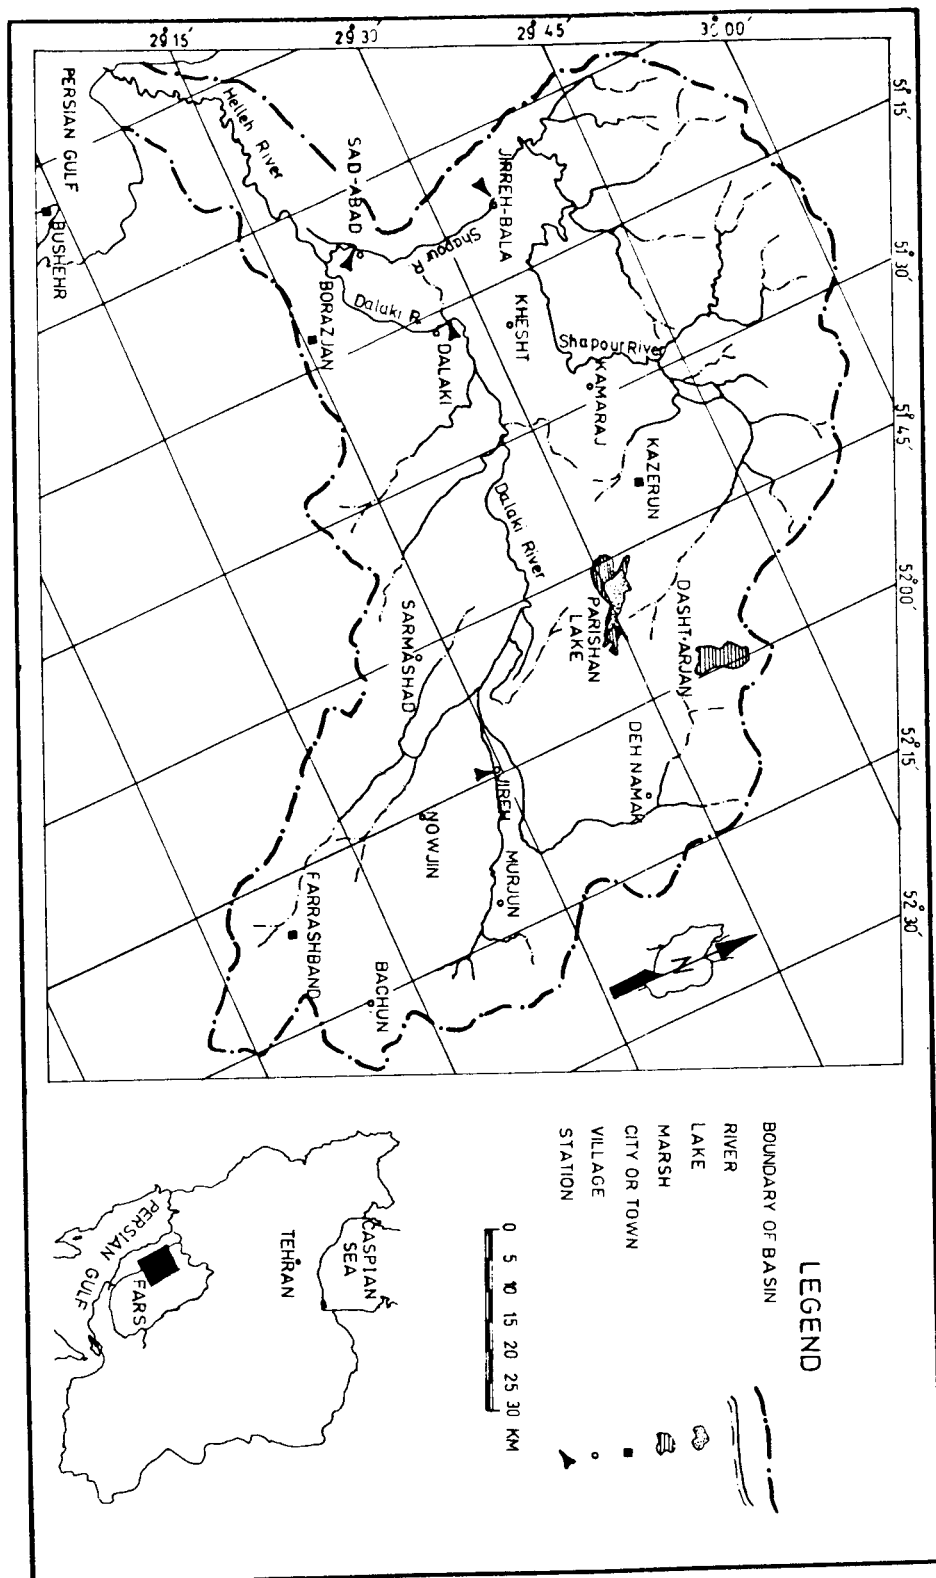 51° 15′
51° 30′
51° 45′
52° 00′
52° 15′
52° 30′
30° 00′
29° 45′
29° 30′
29° 15′
JIRREH-BALA
Shapour R.
KHESHT
Shapour River
KAMARAJ
KAZERUN
DASHT-ARJAN
PARISHAN
LAKE
DEH NAMAK
N
Helleh River
SAD-ABAD
Dalaki R.
DALAKI
BORAZJAN
Dalaki River
SARMASHAD
JIREH
MURJUN
NOWJIN
FARRASHBAND
BACHUN
PERSIAN GULF
BUSHEHR
LEGEND
BOUNDARY OF BASIN
RIVER
LAKE
MARSH
CITY OR TOWN
VILLAGE
STATION
0 5 10 15 20 25 30 KM
CASPIAN
SEA
TEHRAN
FARS
PERSIAN GULF